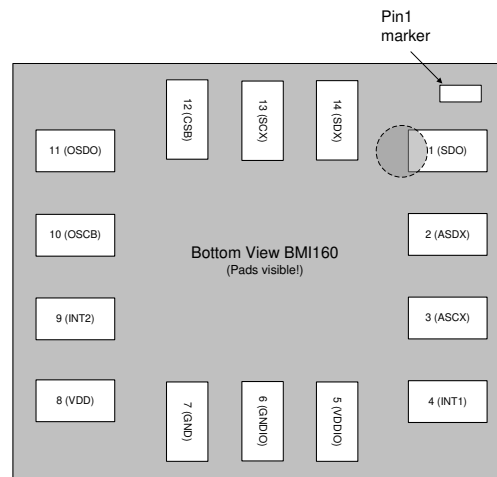 Pin1
marker
12 (CSB)
13 (SCX)
14 (SDX)
11 (OSDO)
1 (SDO)
10 (OSCB)
2 (ASDX)
Bottom View BMI160
(Pads visible!)
9 (INT2)
3 (ASCX)
8 (VDD)
4 (INT1)
7 (GND)
6 (GNDIO)
5 (VDDIO)